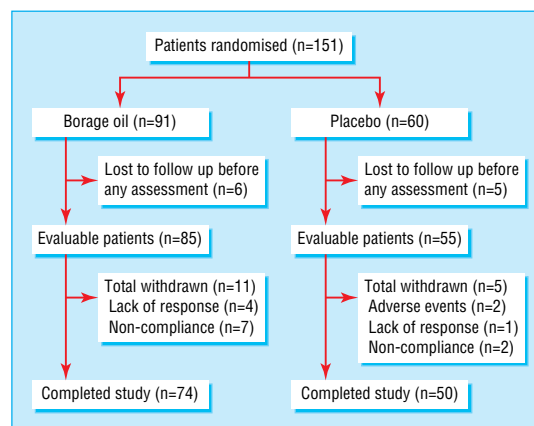 Patients randomised (n=151)
Borage oil (n=91)
Placebo (n=60)
Lost to follow up before
any assessment (n=6)
Lost to follow up before
any assessment (n=5)
Evaluable patients (n=85)
Evaluable patients (n=55)
Total withdrawn (n=11)
Lack of response (n=4)
Non-compliance (n=7)
Total withdrawn (n=5)
Adverse events (n=2)
Lack of response (n=1)
Non-compliance (n=2)
Completed study (n=74)
Completed study (n=50)